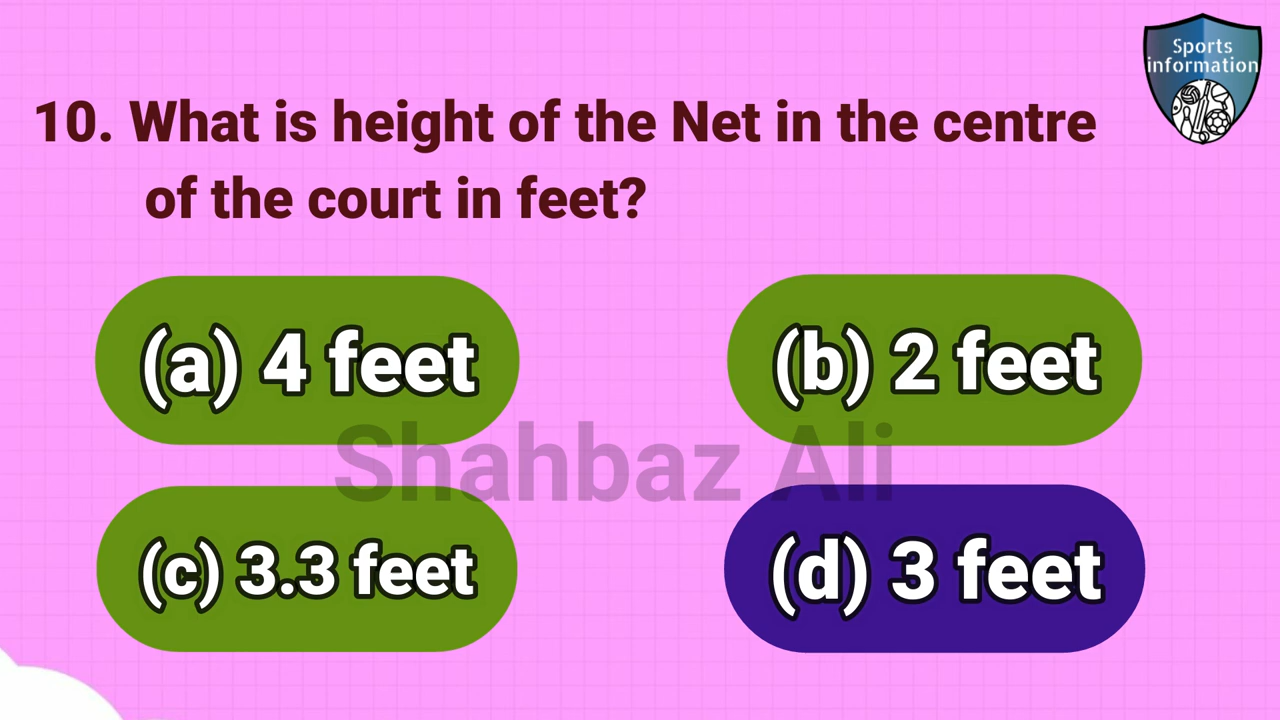 Sports
information
10. What is height of the Net in the centre
of the court in feet?
(a) 4 feet
(b) 2 feet
Shahbaz Ali
(c) 3.3 feet
(d) 3 feet